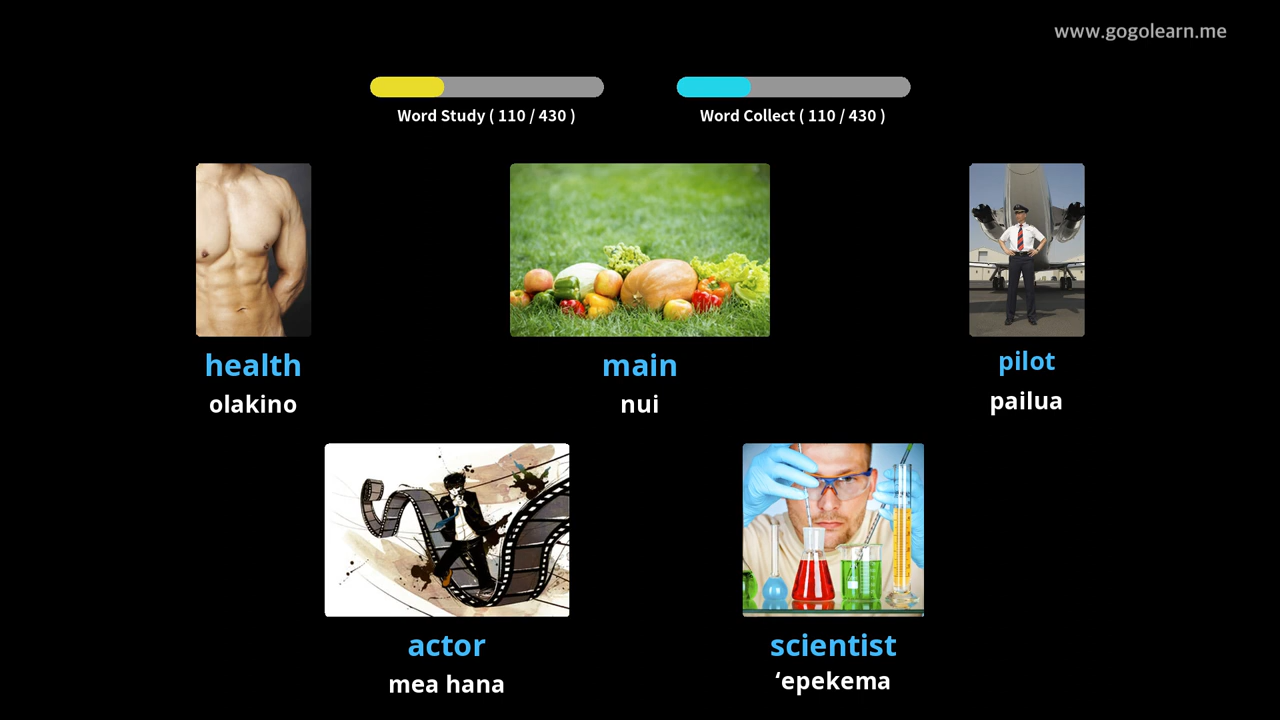 www.gogolearn.me
Word Study ( 110 / 430 )
Word Collect ( 110 / 430 )
health
olakino
main
nui
pilot
pailua
actor
mea hana
scientist
‘epekema